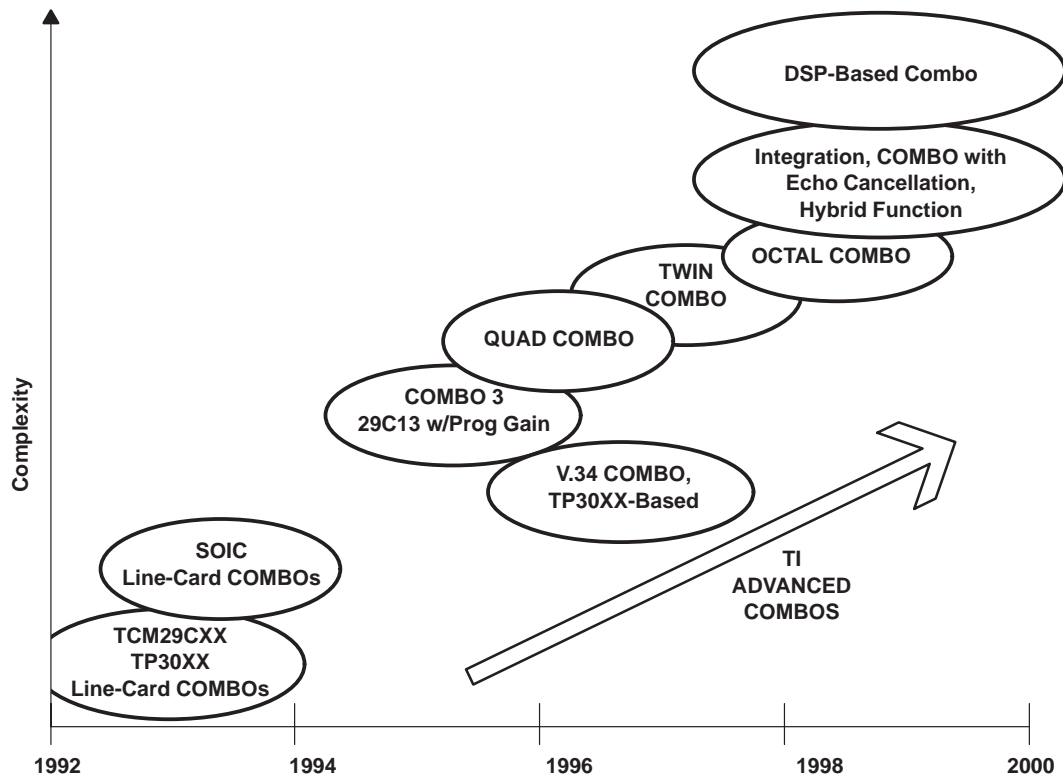 DSP-Based Combo
Integration, COMBO with
Echo Cancellation,
Hybrid Function
OCTAL COMBO
TWIN
COMBO
QUAD COMBO
COMBO 3
29C13 w/Prog Gain
V.34 COMBO,
TP30XX-Based
SOIC
Line-Card COMBOs
TCM29CXX
TP30XX
Line-Card COMBOs
TI
ADVANCED
COMBOS
Complexity
1992
1994
1996
1998
2000